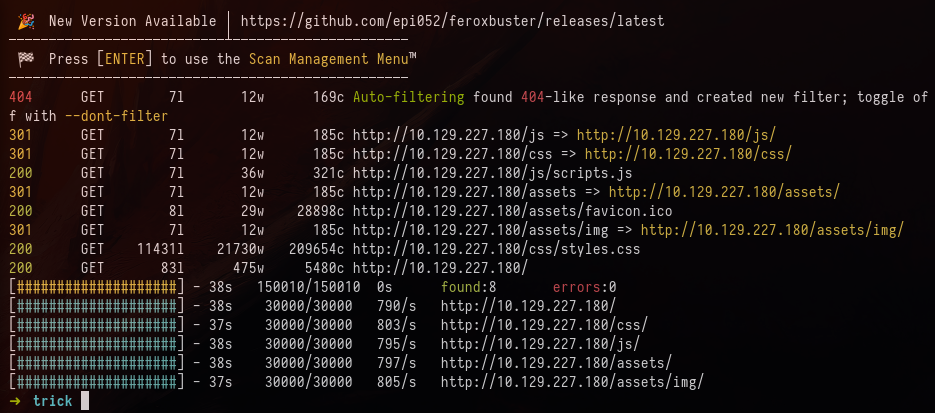 🎉 New Version Available │ https://github.com/epi052/feroxbuster/releases/latest
🏁 Press [ENTER] to use the Scan Management Menu™
404 GET 7l 12w 169c Auto-filtering found 404-like response and created new filter; toggle of
f with --dont-filter
301 GET 7l 12w 185c http://10.129.227.180/js => http://10.129.227.180/js/
301 GET 7l 12w 185c http://10.129.227.180/css => http://10.129.227.180/css/
200 GET 7l 36w 321c http://10.129.227.180/js/scripts.js
301 GET 7l 12w 185c http://10.129.227.180/assets => http://10.129.227.180/assets/
200 GET 8l 29w 28898c http://10.129.227.180/assets/favicon.ico
301 GET 7l 12w 185c http://10.129.227.180/assets/img => http://10.129.227.180/assets/img/
200 GET 11431l 21730w 209654c http://10.129.227.180/css/styles.css
200 GET 83l 475w 5480c http://10.129.227.180/
[####################] - 38s 150010/150010 0s found:8 errors:0
[####################] - 38s 30000/30000 790/s http://10.129.227.180/
[####################] - 37s 30000/30000 803/s http://10.129.227.180/css/
[####################] - 38s 30000/30000 795/s http://10.129.227.180/js/
[####################] - 38s 30000/30000 797/s http://10.129.227.180/assets/
[####################] - 37s 30000/30000 805/s http://10.129.227.180/assets/img/
➜ trick